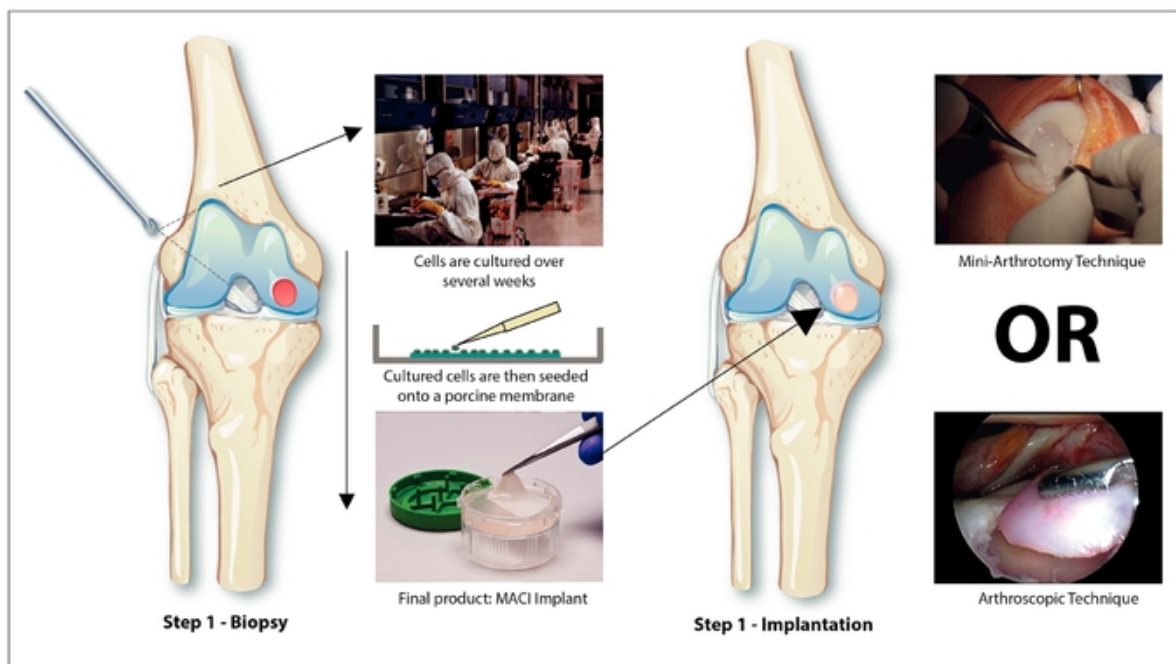 Cells are cultured over
several weeks
Cultured cells are then seeded
onto a porcine membrane
Final product: MACI Implant
Step 1 - Biopsy
Step 1 - Implantation
Mini-Arthrotomy Technique
OR
Arthroscopic Technique